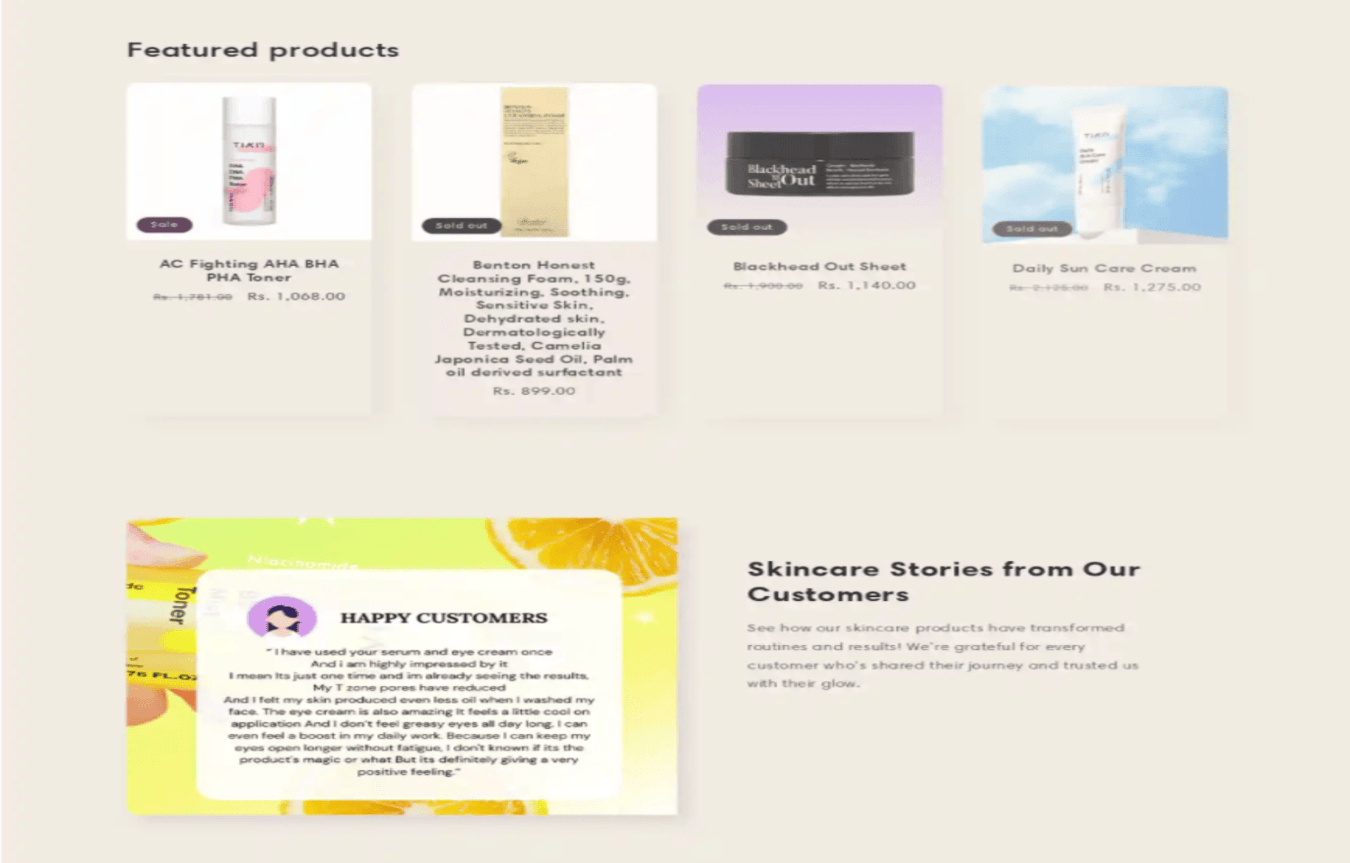 Featured products
TIA'M
AHA
BHA
PHA
Toner
Sale
Sold out
Blackhead
Sheet Out
Sold out
Sold out
AC Fighting AHA BHA
PHA Toner
Rs. 1,781.00 Rs. 1,068.00
Benton Honest
Cleansing Foam, 150g,
Moisturizing, Soothing,
Sensitive Skin,
Dehydrated skin,
Dermatologically
Tested, Camelia
Japonica Seed Oil, Palm
oil derived surfactant
Rs. 899.00
Blackhead Out Sheet
Rs. 1,900.00 Rs. 1,140.00
Daily Sun Care Cream
Rs. 2,125.00 Rs. 1,275.00
Niacinamide
Toner
76 FL.O
HAPPY CUSTOMERS
" I have used your serum and eye cream once
And i am highly impressed by it
I mean Its just one time and im already seeing the results,
My T zone pores have reduced
And I felt my skin produced even less oil when I washed my
face. The eye cream is also amazing It feels a little cool on
application And I don't feel greasy eyes all day long, I can
even feel a boost in my daily work. Because I can keep my
eyes open longer without fatigue, I don't known if its the
product's magic or what But its definitely giving a very
positive feeling."
Skincare Stories from Our
Customers
See how our skincare products have transformed
routines and results! We're grateful for every
customer who's shared their journey and trusted us
with their glow.